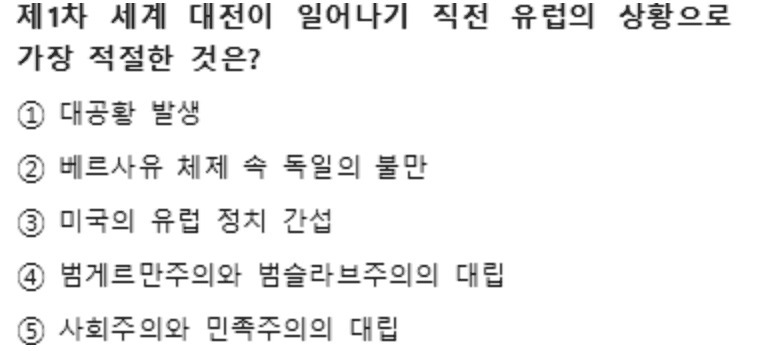 제1차 세계 대전이 일어나기 직전 유럽의 상황으로
가장 적절한 것은?
① 대공황 발생
② 베르사유 체제 속 독일의 불만
③ 미국의 유럽 정치 간섭
④ 범게르만주의와 범슬라브주의의 대립
⑤ 사회주의와 민족주의의 대립